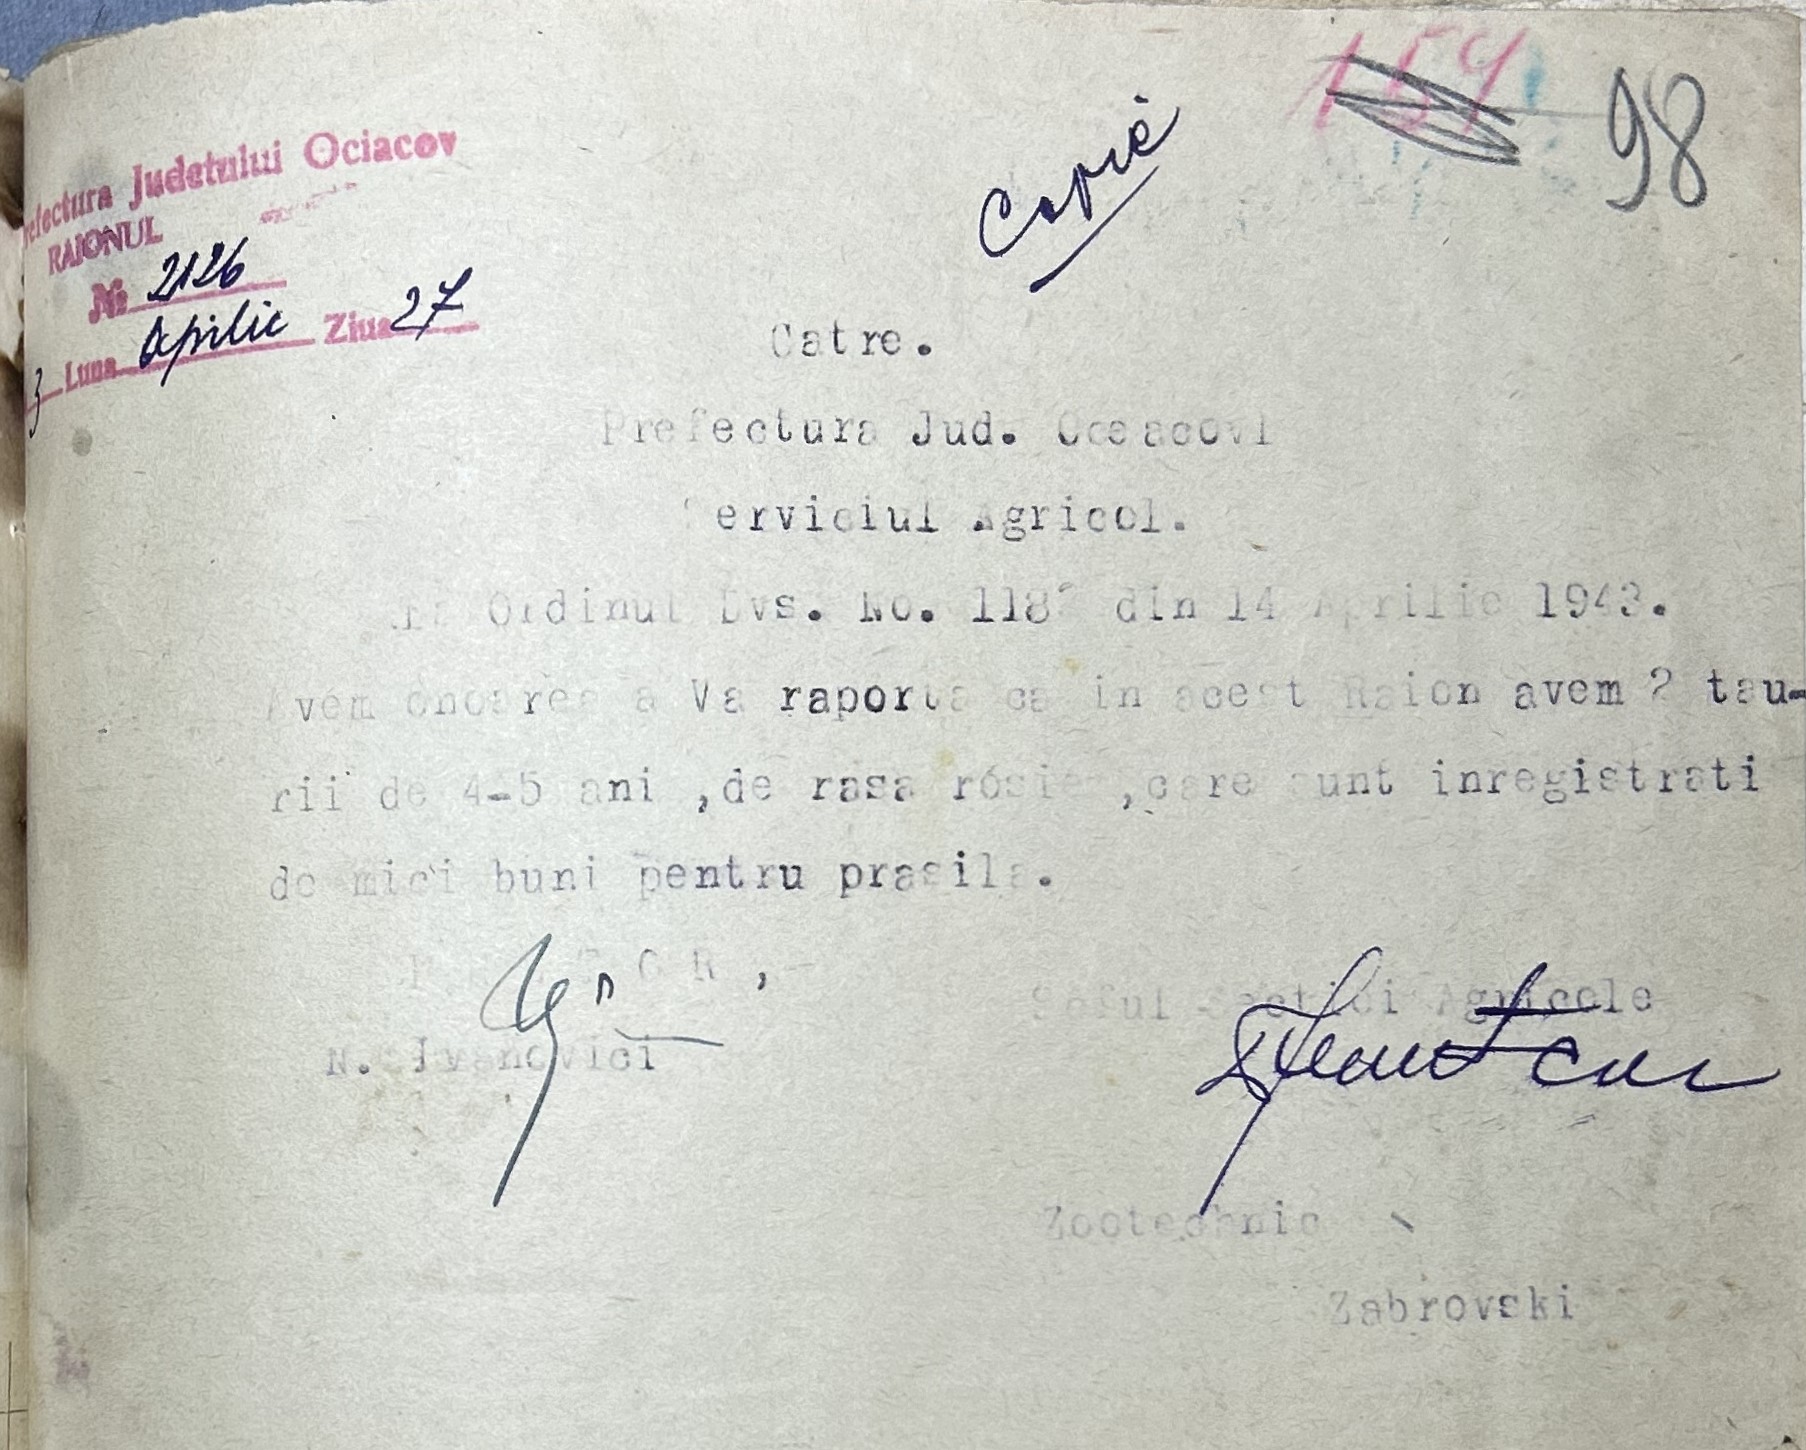 98
Copie
Prefectura Judetului Ociacov
RAIONUL
№ 2126
3 Luna Aprilie Ziua 27
Catre.
Prefectura Jud. Oceacovl
Serviciul Agricol.
Ordinul Dvs. No. 118 din 14 Aprilie 1943.
Avem onoarea a Va raporta ca in acest Raion avem 2 tau-
rii de 4-5 ani ,de rasa rosie ,care sunt inregistrati
de mici buni pentru prasila.
N. Ivanovici
Seful Sectiei Agricole
Zootechnic
Zabrovski